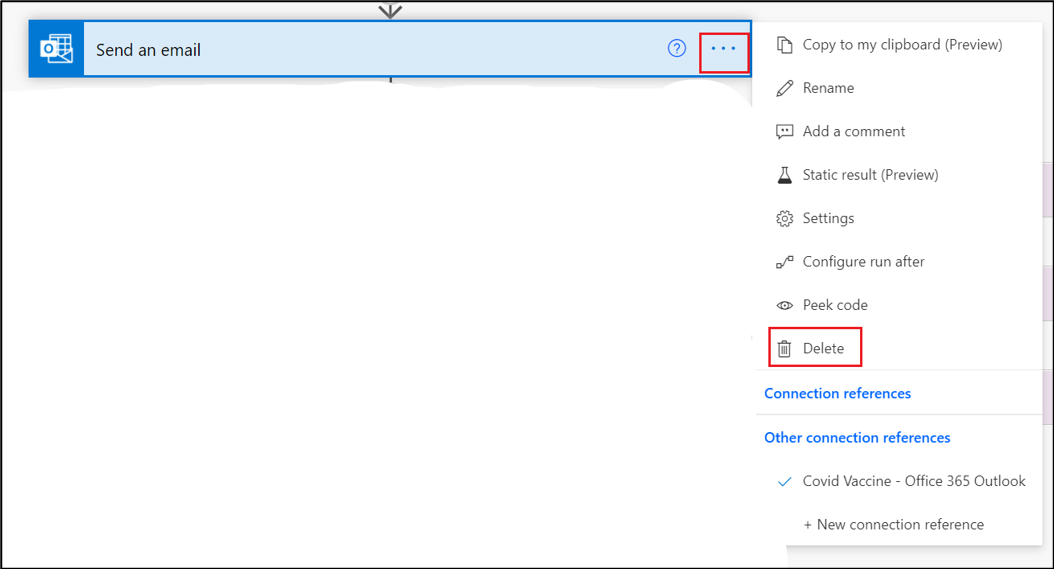 Send an email
?
...
Copy to my clipboard (Preview)
Rename
Add a comment
Static result (Preview)
Settings
Configure run after
Peek code
Delete
Connection references
Other connection references
Covid Vaccine - Office 365 Outlook
+ New connection reference